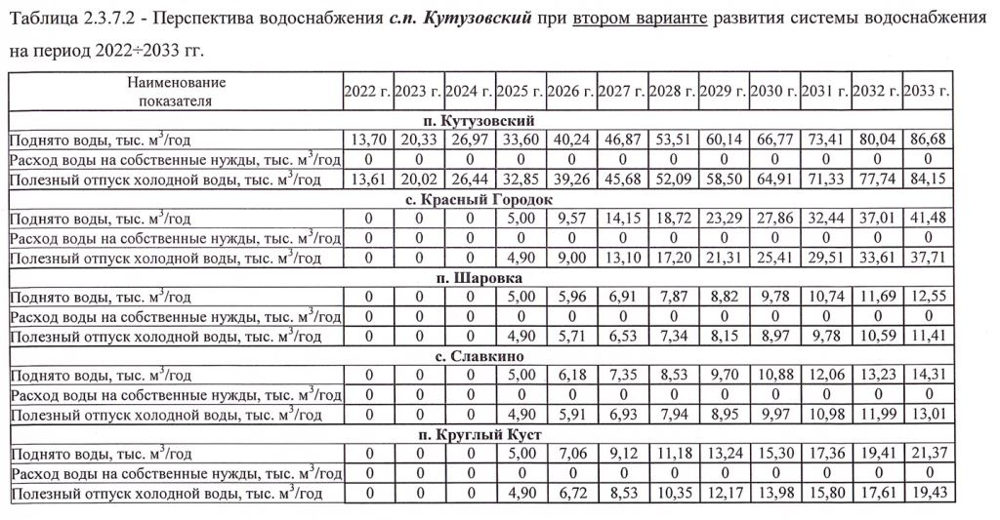 Таблица 2.3.7.2 - Перспектива водоснабжения с.п. Кутузовский при втором варианте развития системы водоснабжения
на период 2022÷2033 гг.
Наименование
показателя 2022 г. 2023 г. 2024 г. 2025 г. 2026 г. 2027 г. 2028 г. 2029 г. 2030 г. 2031 г. 2032 г. 2033 г.
п. Кутузовский
Поднято воды, тыс. м³/год 13,70 20,33 26,97 33,60 40,24 46,87 53,51 60,14 66,77 73,41 80,04 86,68
Расход воды на собственные нужды, тыс. м³/год 0 0 0 0 0 0 0 0 0 0 0 0
Полезный отпуск холодной воды, тыс. м³/год 13,61 20,02 26,44 32,85 39,26 45,68 52,09 58,50 64,91 71,33 77,74 84,15
с. Красный Городок
Поднято воды, тыс. м³/год 0 0 0 5,00 9,57 14,15 18,72 23,29 27,86 32,44 37,01 41,48
Расход воды на собственные нужды, тыс. м³/год 0 0 0 0 0 0 0 0 0 0 0 0
Полезный отпуск холодной воды, тыс. м³/год 0 0 0 4,90 9,00 13,10 17,20 21,31 25,41 29,51 33,61 37,71
п. Шаровка
Поднято воды, тыс. м³/год 0 0 0 5,00 5,96 6,91 7,87 8,82 9,78 10,74 11,69 12,55
Расход воды на собственные нужды, тыс. м³/год 0 0 0 0 0 0 0 0 0 0 0 0
Полезный отпуск холодной воды, тыс. м³/год 0 0 0 4,90 5,71 6,53 7,34 8,15 8,97 9,78 10,59 11,41
с. Славкино
Поднято воды, тыс. м³/год 0 0 0 5,00 6,18 7,35 8,53 9,70 10,88 12,06 13,23 14,31
Расход воды на собственные нужды, тыс. м³/год 0 0 0 0 0 0 0 0 0 0 0 0
Полезный отпуск холодной воды, тыс. м³/год 0 0 0 4,90 5,91 6,93 7,94 8,95 9,97 10,98 11,99 13,01
п. Круглый Куст
Поднято воды, тыс. м³/год 0 0 0 5,00 7,06 9,12 11,18 13,24 15,30 17,36 19,41 21,37
Расход воды на собственные нужды, тыс. м³/год 0 0 0 0 0 0 0 0 0 0 0 0
Полезный отпуск холодной воды, тыс. м³/год 0 0 0 4,90 6,72 8,53 10,35 12,17 13,98 15,80 17,61 19,43